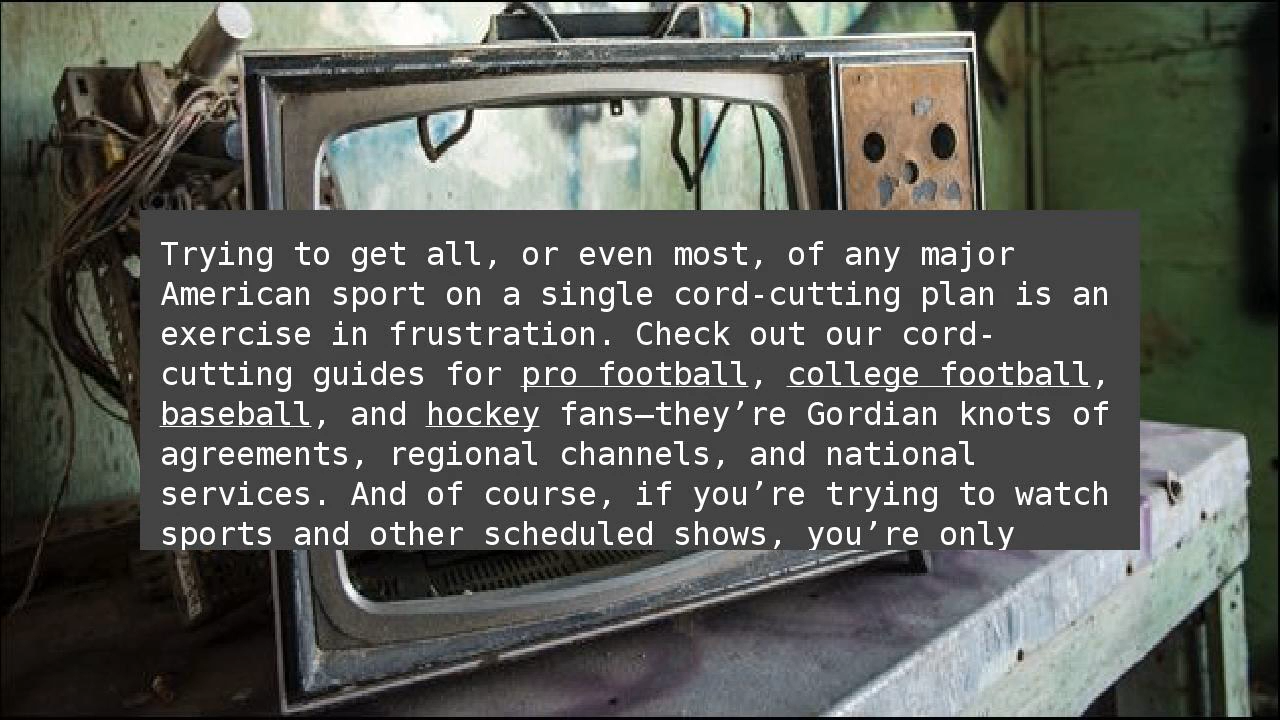 Trying to get all, or even most, of any major
American sport on a single cord-cutting plan is an
exercise in frustration. Check out our cord-
cutting guides for pro football, college football,
baseball, and hockey fans—they’re Gordian knots of
agreements, regional channels, and national
services. And of course, if you’re trying to watch
sports and other scheduled shows, you’re only